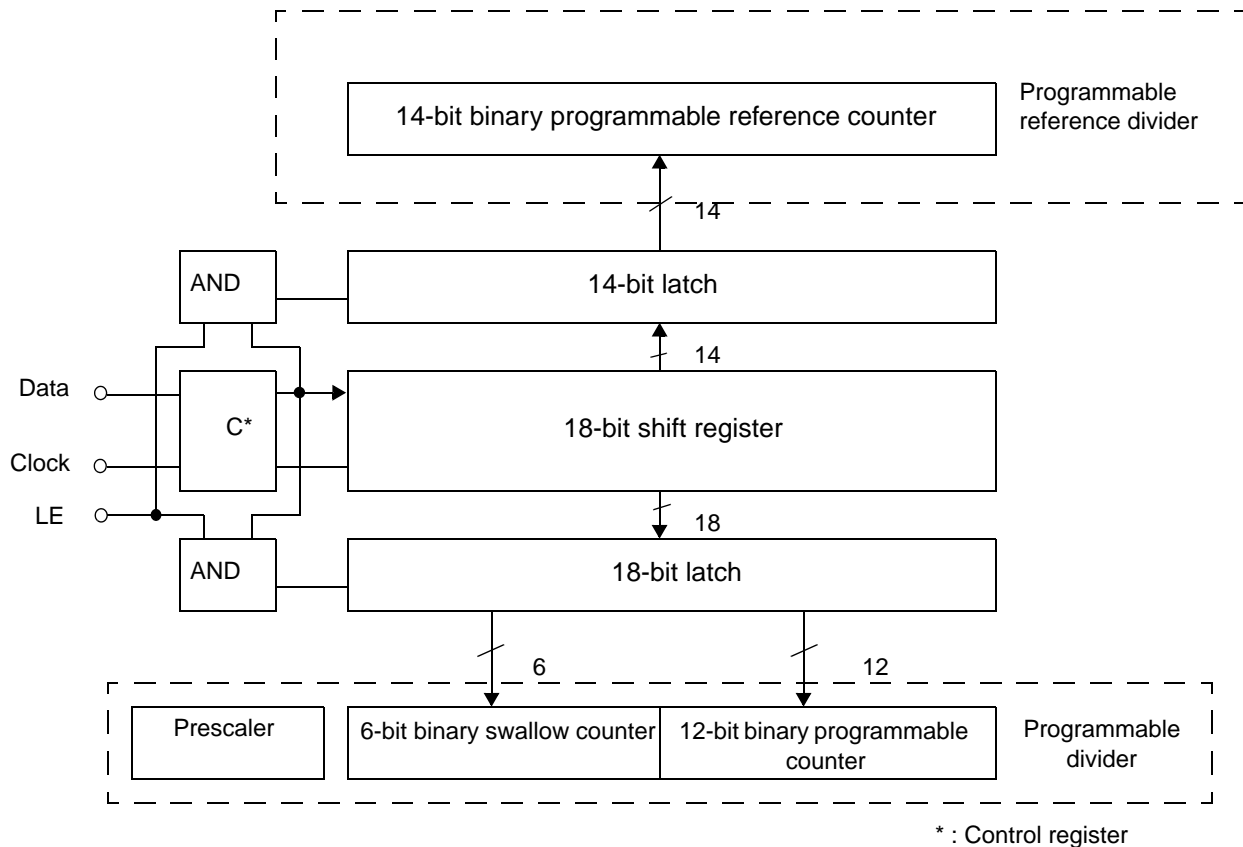 14-bit binary programmable reference counter
Programmable
reference divider
14
AND
14-bit latch
14
Data
C*
18-bit shift register
Clock
LE
18
AND
18-bit latch
6
12
Prescaler
6-bit binary swallow counter
12-bit binary programmable
counter
Programmable
divider
* : Control register